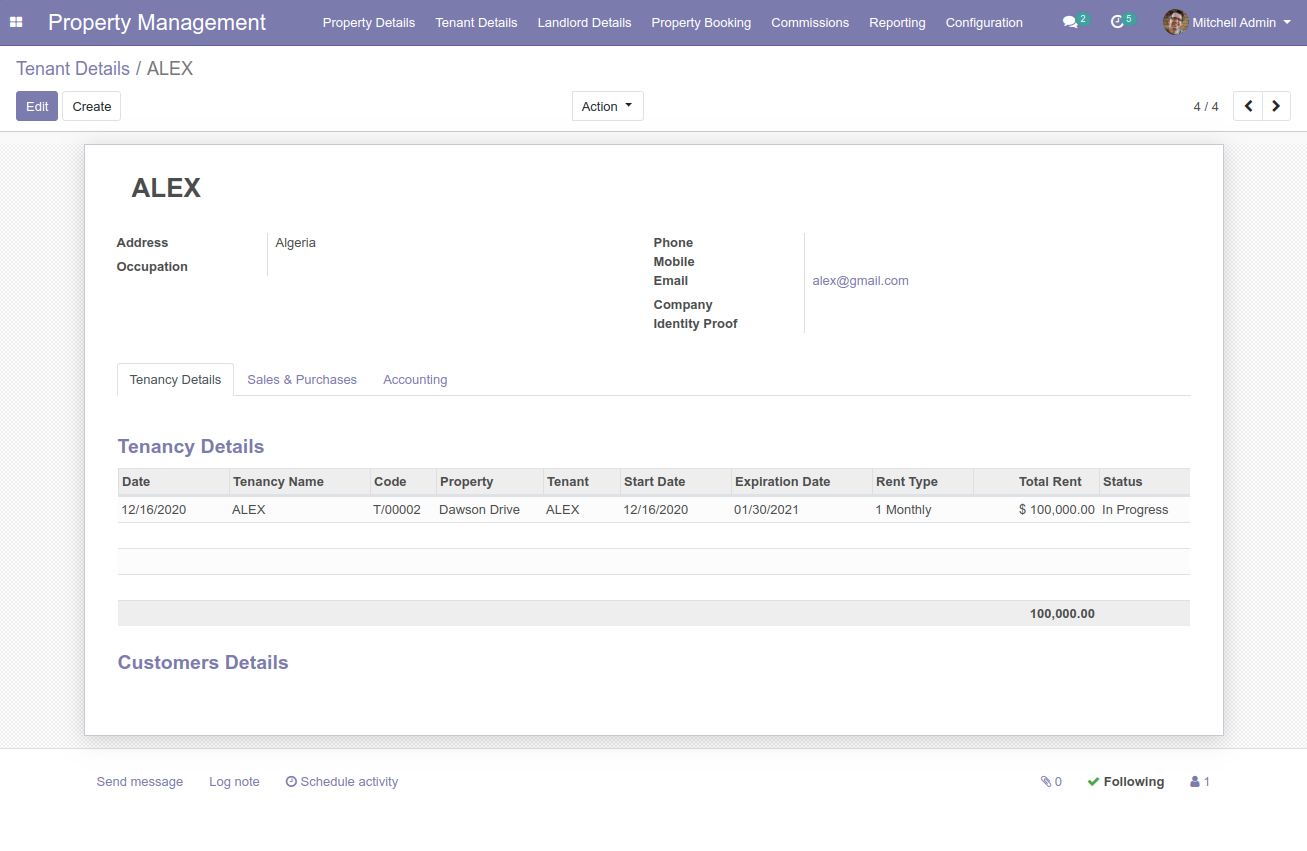 Property Management Property Details Tenant Details Landlord Details Property Booking Commissions Reporting Configuration 2 5 Mitchell Admin
Tenant Details / ALEX
Edit Create Action 4 / 4
ALEX
Address Algeria Phone
Mobile
Occupation Email alex@gmail.com
Company
Identity Proof
Tenancy Details Sales & Purchases Accounting
Tenancy Details
Date Tenancy Name Code Property Tenant Start Date Expiration Date Rent Type Total Rent Status
12/16/2020 ALEX T/00002 Dawson Drive ALEX 12/16/2020 01/30/2021 1 Monthly $ 100,000.00 In Progress
100,000.00
Customers Details
Send message Log note Schedule activity 0 Following 1